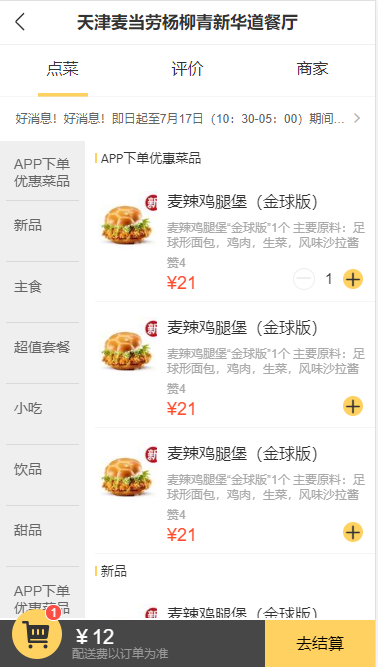 天津麦当劳杨柳青新华道餐厅
点菜
评价
商家
好消息！好消息！即日起至7月17日（10：30-05：00）期间...
APP下单
优惠菜品
新品
主食
超值套餐
小吃
饮品
甜品
APP下单
优惠菜品
APP下单优惠菜品
新
麦辣鸡腿堡（金球版）
麦辣鸡腿堡“金球版”1个 主要原料：足
球形面包，鸡肉，生菜，风味沙拉酱
赞4
¥21
1
新
麦辣鸡腿堡（金球版）
麦辣鸡腿堡“金球版”1个 主要原料：足
球形面包，鸡肉，生菜，风味沙拉酱
赞4
¥21
新
麦辣鸡腿堡（金球版）
麦辣鸡腿堡“金球版”1个 主要原料：足
球形面包，鸡肉，生菜，风味沙拉酱
赞4
¥21
新品
麦辣鸡腿堡（金球版）
1
￥12
配送费以订单为准
去结算